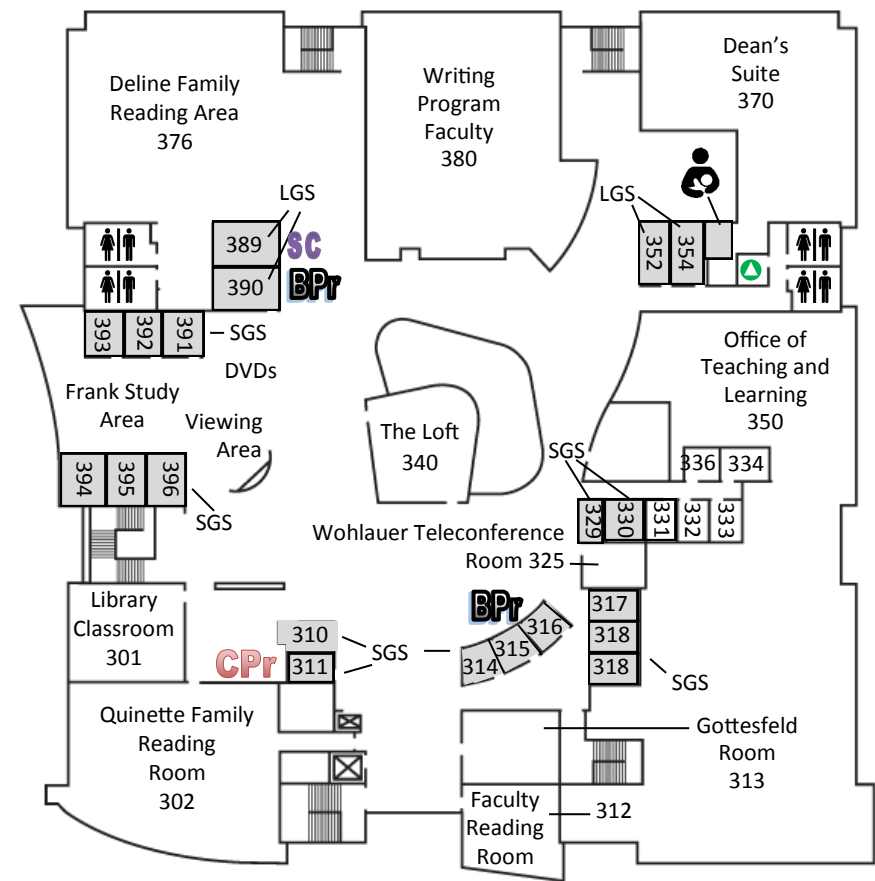 Deline Family
Reading Area
376
Writing
Program
Faculty
380
Dean's
Suite
370
LGS
389
SC
390
BPr
LGS
352
354
393
392
391
SGS
DVDs
Frank Study
Area
Viewing
Area
394
395
396
SGS
The Loft
340
Office of
Teaching and
Learning
350
336
334
SGS
329
330
331
332
333
Wohlauer Teleconference
Room 325
Library
Classroom
301
310
311
CPr
SGS
BPr
314
315
316
317
318
318
SGS
Quinette Family
Reading
Room
302
Gottesfeld
Room
313
Faculty
Reading
Room
312